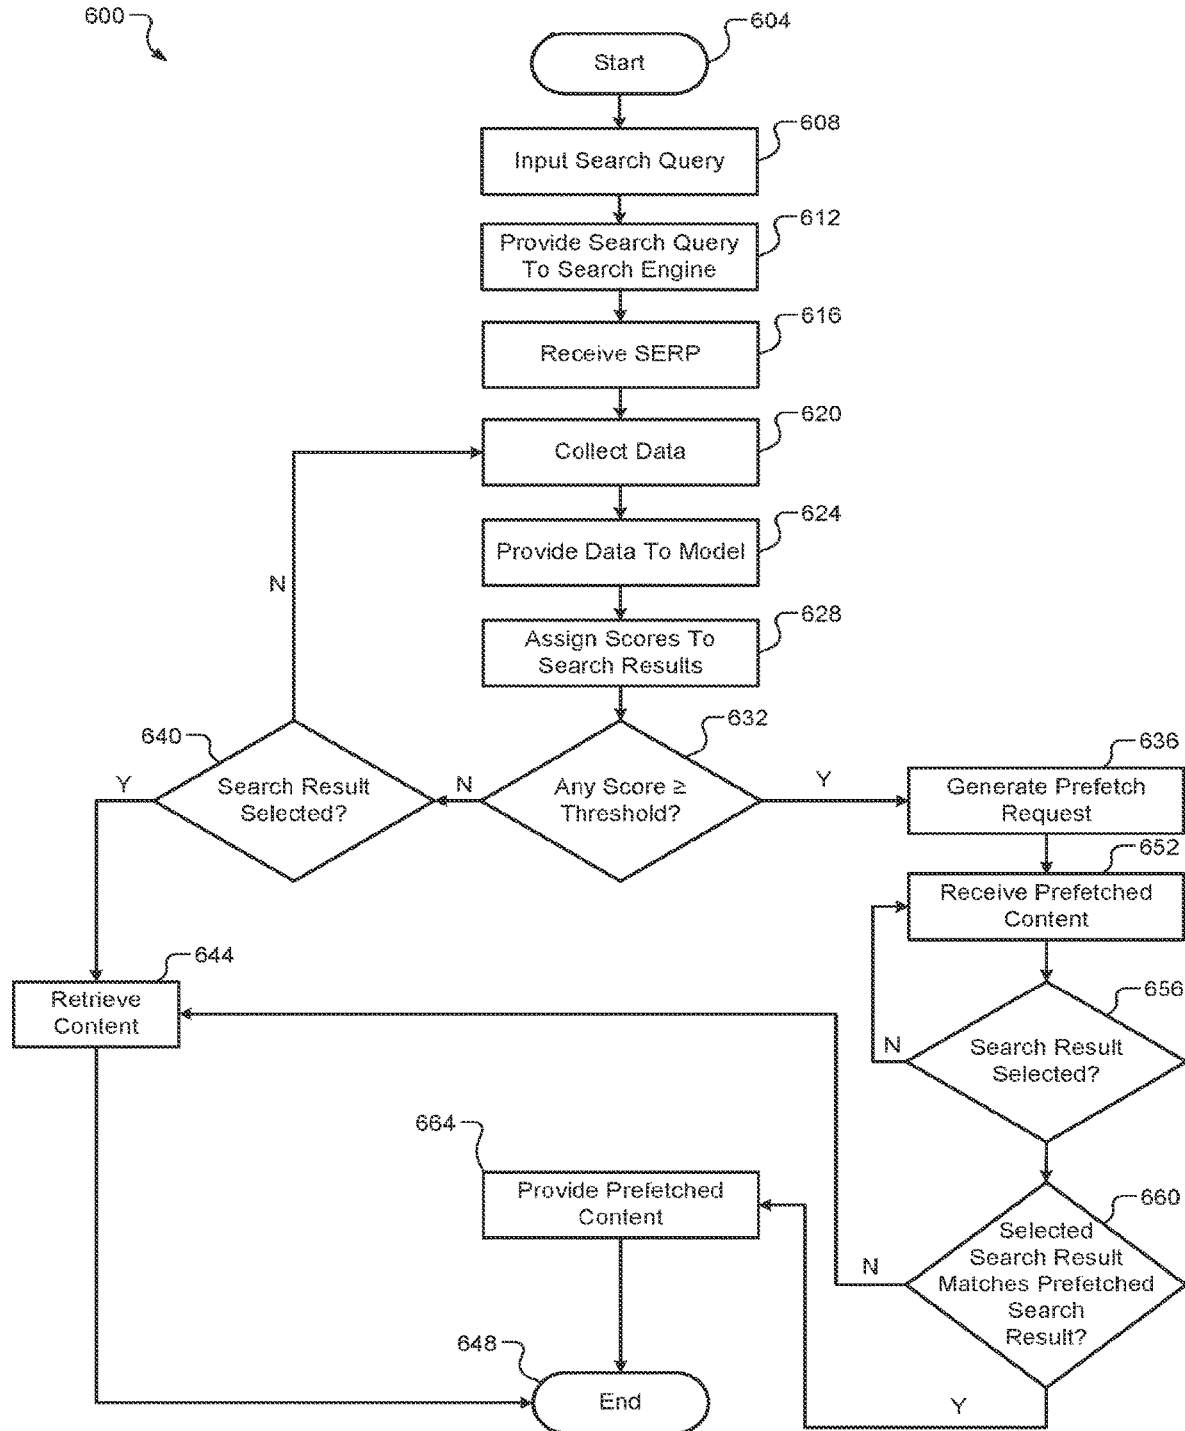 600
604
Start
608
Input Search Query
612
Provide Search Query
To Search Engine
616
Receive SERP
620
Collect Data
624
Provide Data To Model
N
628
Assign Scores To
Search Results
632
640
636
Y
Search Result
Selected?
N
Any Score ≥
Threshold?
Y
Generate Prefetch
Request
652
Receive Prefetched
Content
644
Retrieve
Content
656
N
Search Result
Selected?
664
Provide Prefetched
Content
660
Selected
Search Result
Matches Prefetched
Search
Result?
N
648
End
Y